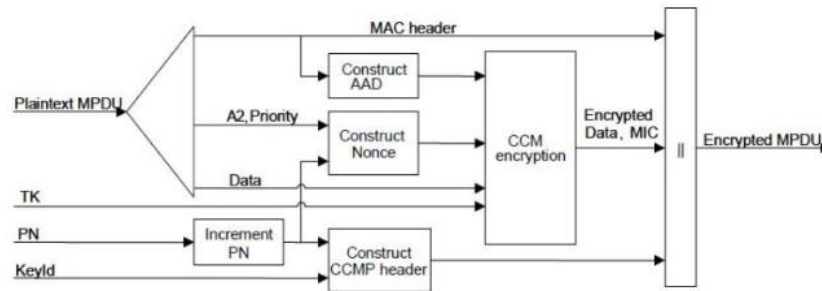 MAC header
Construct
AAD
Plaintext MPDU
A2,Priority
Construct
Nonce
CCM
encryption
Encrypted
Data, MIC
||
Encrypted MPDU
Data
TK
PN
Increment
PN
Construct
CCMP header
KeyId